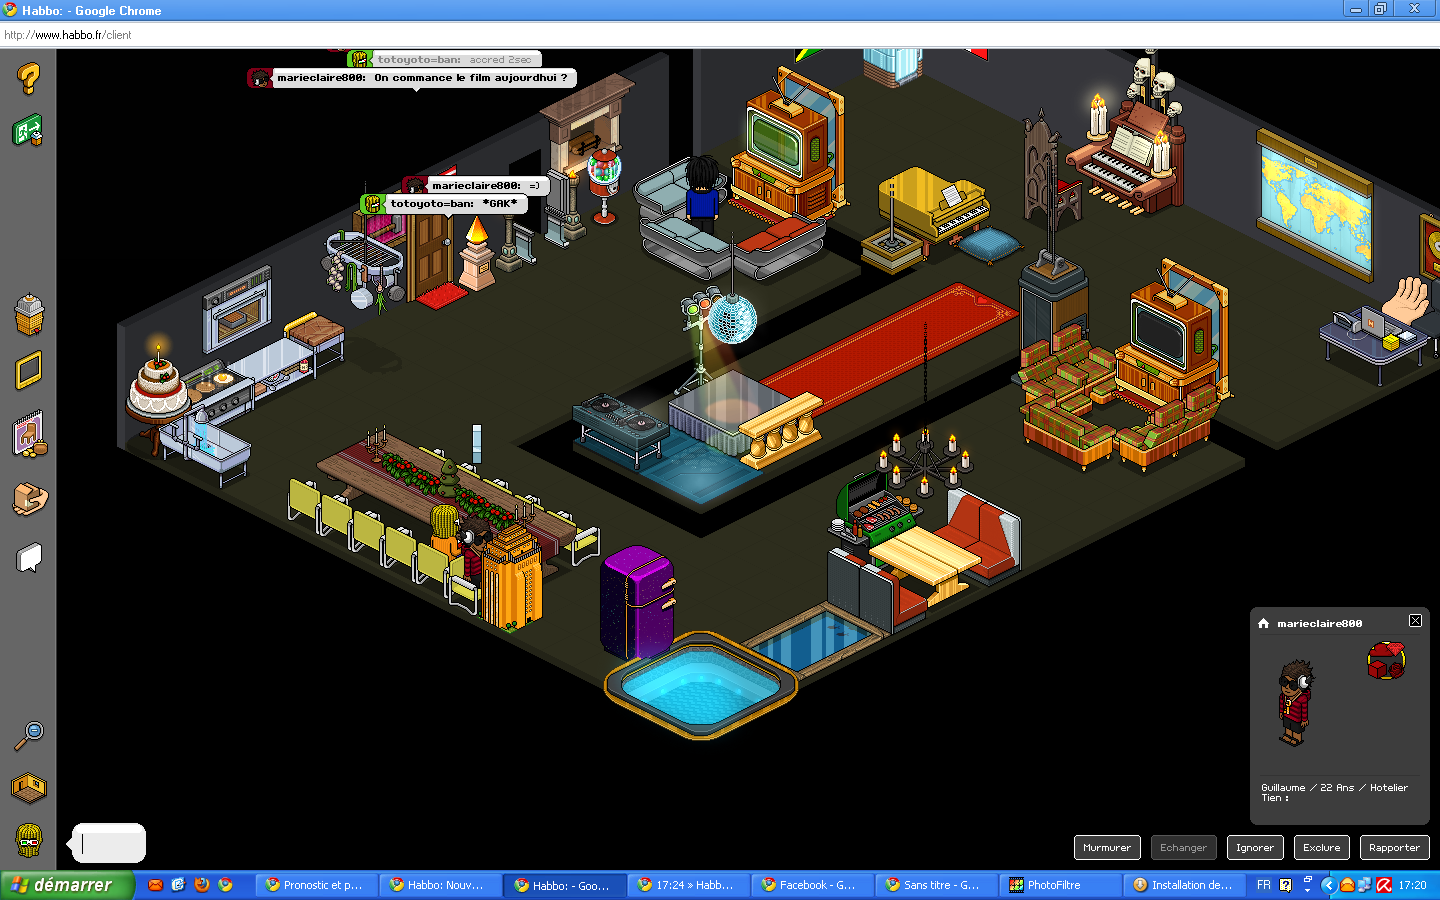 Habbo: - Google Chrome
http://www.habbo.fr/client
totoyoto=ban: accred 2sec
marieclaire800: On commance le film aujourdhui ?
marieclaire800: =)
totoyoto=ban: *GAK*
marieclaire800
Guillaume / 22 Ans / Hotelier
Tien :
Murmurer
Echanger
Ignorer
Exclure
Rapporter
démarrer
Pronostic et p...
Habbo: Nouv...
Habbo: - Goo...
17:24 » Habb...
Facebook - G...
Sans titre - G...
PhotoFiltre
Installation de...
FR
17:20